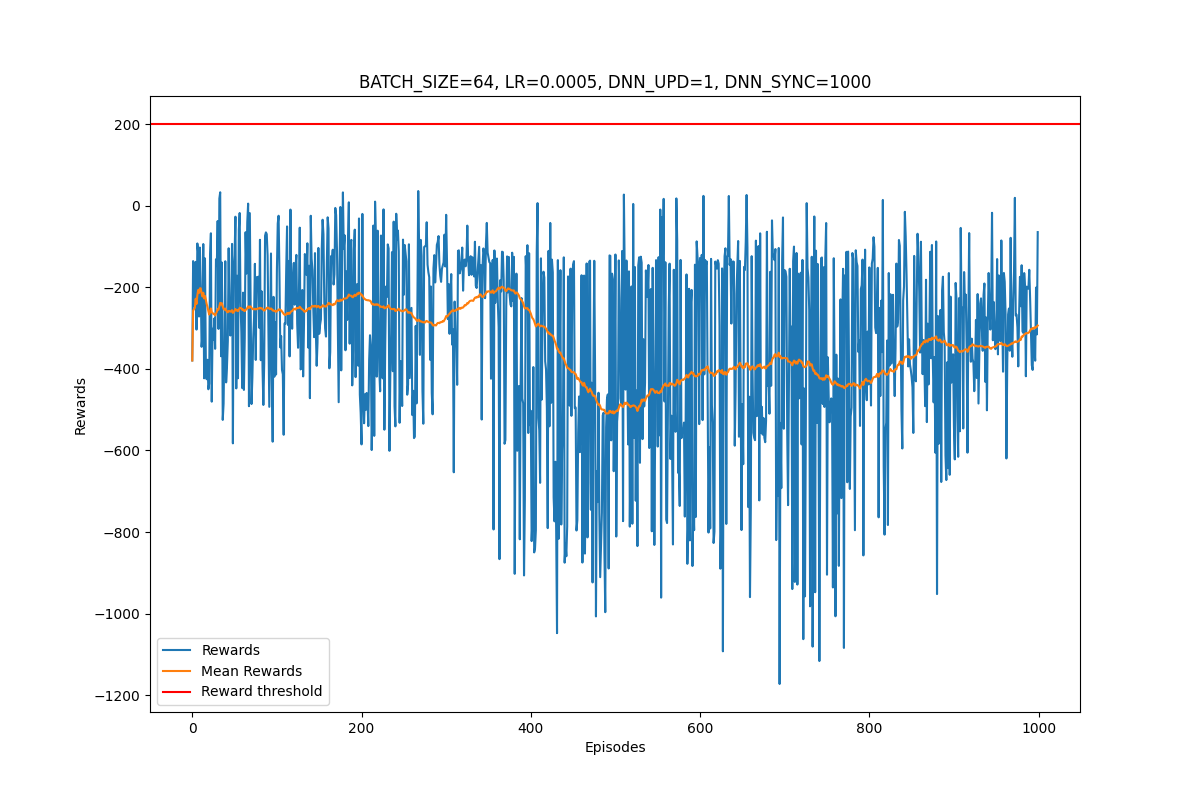 BATCH_SIZE=64, LR=0.0005, DNN_UPD=1, DNN_SYNC=1000
200
0
−200
−400
−600
−800
−1000
−1200
Rewards
Rewards
Mean Rewards
Reward threshold
0
200
400
600
800
1000
Episodes